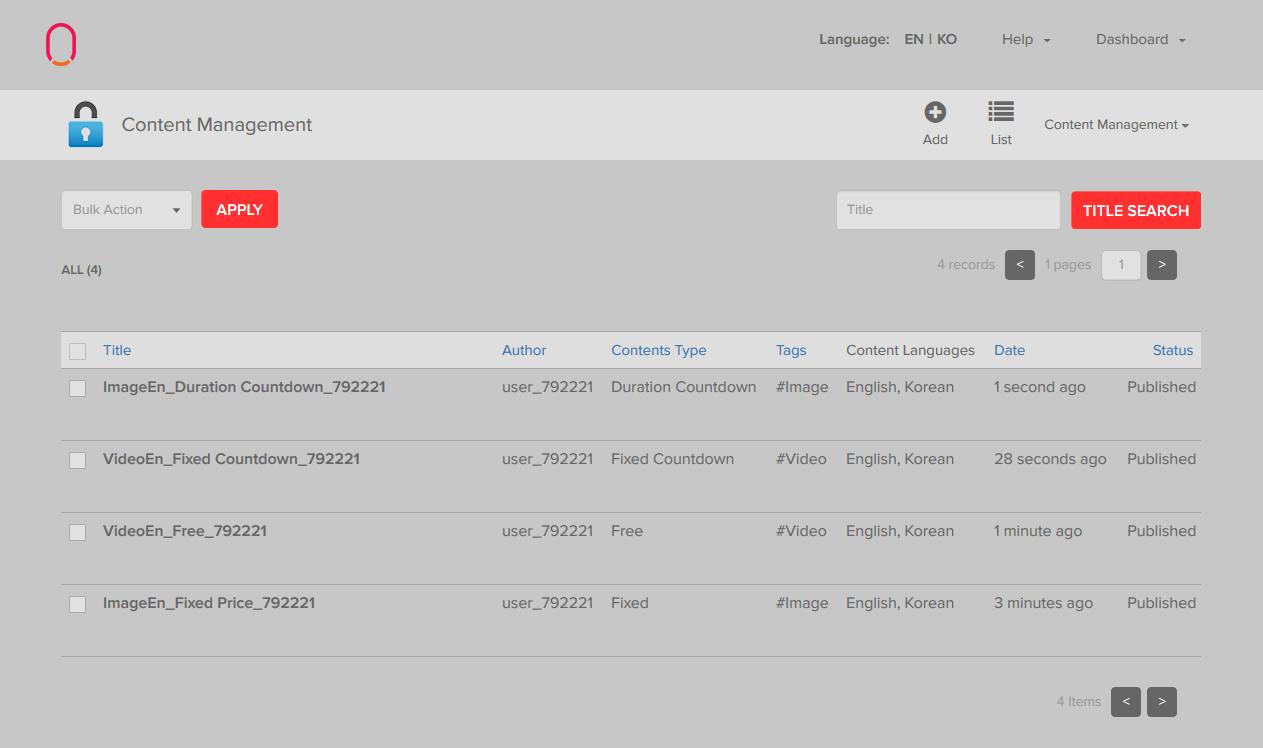 Language: EN | KO Help Dashboard
Content Management Add List Content Management
Bulk Action APPLY Title TITLE SEARCH
ALL (4) 4 records < 1 pages 1 >
Title Author Contents Type Tags Content Languages Date Status
ImageEn_Duration Countdown_792221 user_792221 Duration Countdown #Image English, Korean 1 second ago Published
VideoEn_Fixed Countdown_792221 user_792221 Fixed Countdown #Video English, Korean 28 seconds ago Published
VideoEn_Free_792221 user_792221 Free #Video English, Korean 1 minute ago Published
ImageEn_Fixed Price_792221 user_792221 Fixed #Image English, Korean 3 minutes ago Published
4 Items < >